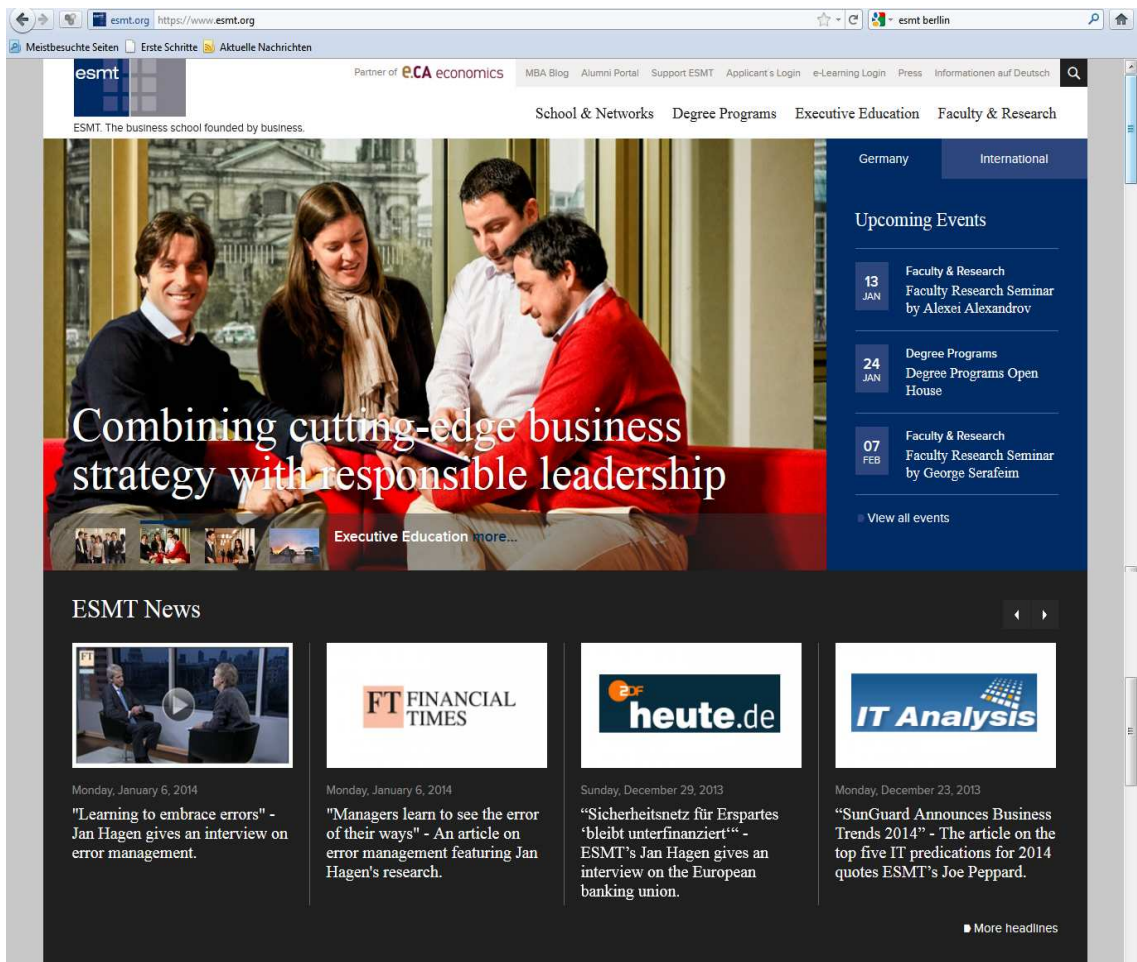 esmt.org https://www.esmt.org
esmt berllin
Meistbesuchte Seiten Erste Schritte Aktuelle Nachrichten
esmt
Partner of e.CA economics
MBA Blog Alumni Portal Support ESMT Applicant s Login e-Learning Login Press Informationen auf Deutsch
ESMT. The business school founded by business.
School & Networks Degree Programs Executive Education Faculty & Research
Combining cutting-edge business
strategy with responsible leadership
Executive Education more...
Germany International
Upcoming Events
13
JAN
Faculty & Research
Faculty Research Seminar
by Alexei Alexandrov
24
JAN
Degree Programs
Degree Programs Open
House
07
FEB
Faculty & Research
Faculty Research Seminar
by George Serafeim
View all events
ESMT News
FT
Monday, January 6, 2014
"Learning to embrace errors" -
Jan Hagen gives an interview on
error management.
FT FINANCIAL
TIMES
Monday, January 6, 2014
"Managers learn to see the error
of their ways" - An article on
error management featuring Jan
Hagen's research.
ZDF
heute.de
Sunday, December 29, 2013
“Sicherheitsnetz für Erspartes
‘bleibt unterfinanziert‘“ -
ESMT’s Jan Hagen gives an
interview on the European
banking union.
IT Analysis
Monday, December 23, 2013
“SunGuard Announces Business
Trends 2014” - The article on the
top five IT predications for 2014
quotes ESMT’s Joe Peppard.
More headlines